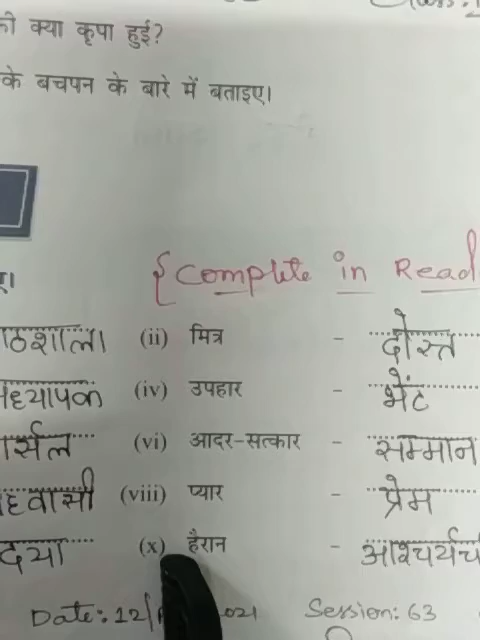 की क्या कृपा हुई?
के बचपन के बारे में बताइए।
{ Complete in Read
ाठशाला (ii) मित्र - दोस्त
ध्यापक (iv) उपहार - भेंट
ार्सल (vi) आदर-सत्कार - सम्मान
वासी (viii) प्यार - प्रेम
दया (x) हैरान - आश्चर्यच
Date: 12/ 021 Session: 63